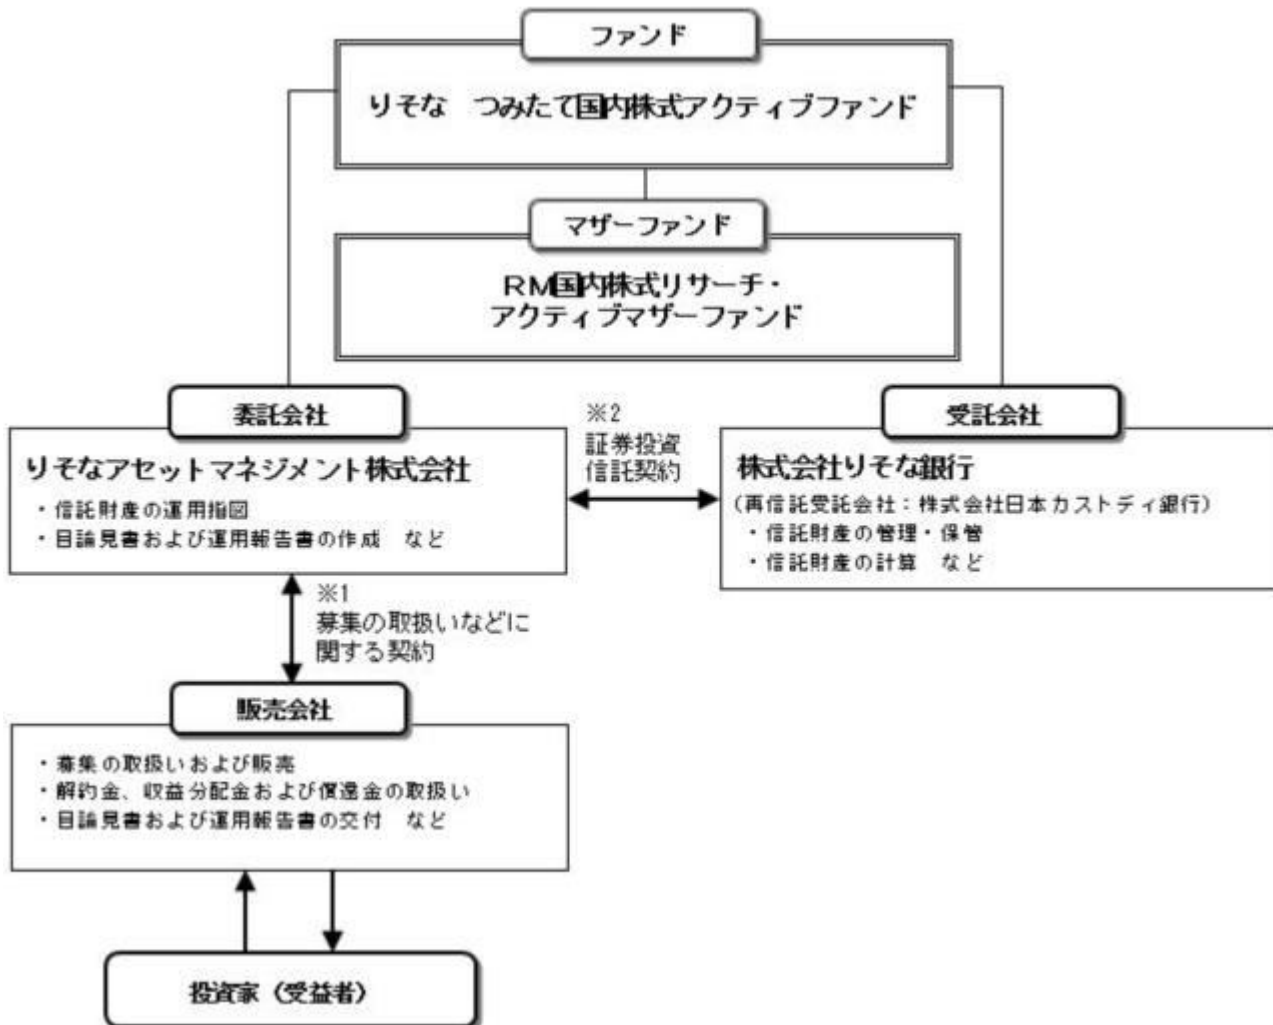 ファンド
りそな　つみたて国内株式アクティブファンド
マザーファンド
RM国内株式リサーチ・
アクティブマザーファンド
委託会社
りそなアセットマネジメント株式会社
・信託財産の運用指図
・目論見書および運用報告書の作成　など
※2
証券投資
信託契約
受託会社
株式会社りそな銀行
(再信託受託会社：株式会社日本カストディ銀行)
・信託財産の管理・保管
・信託財産の計算　など
※1
募集の取扱いなどに
関する契約
販売会社
・募集の取扱いおよび販売
・解約金、収益分配金および償還金の取扱い
・目論見書および運用報告書の交付　など
投資家（受益者）